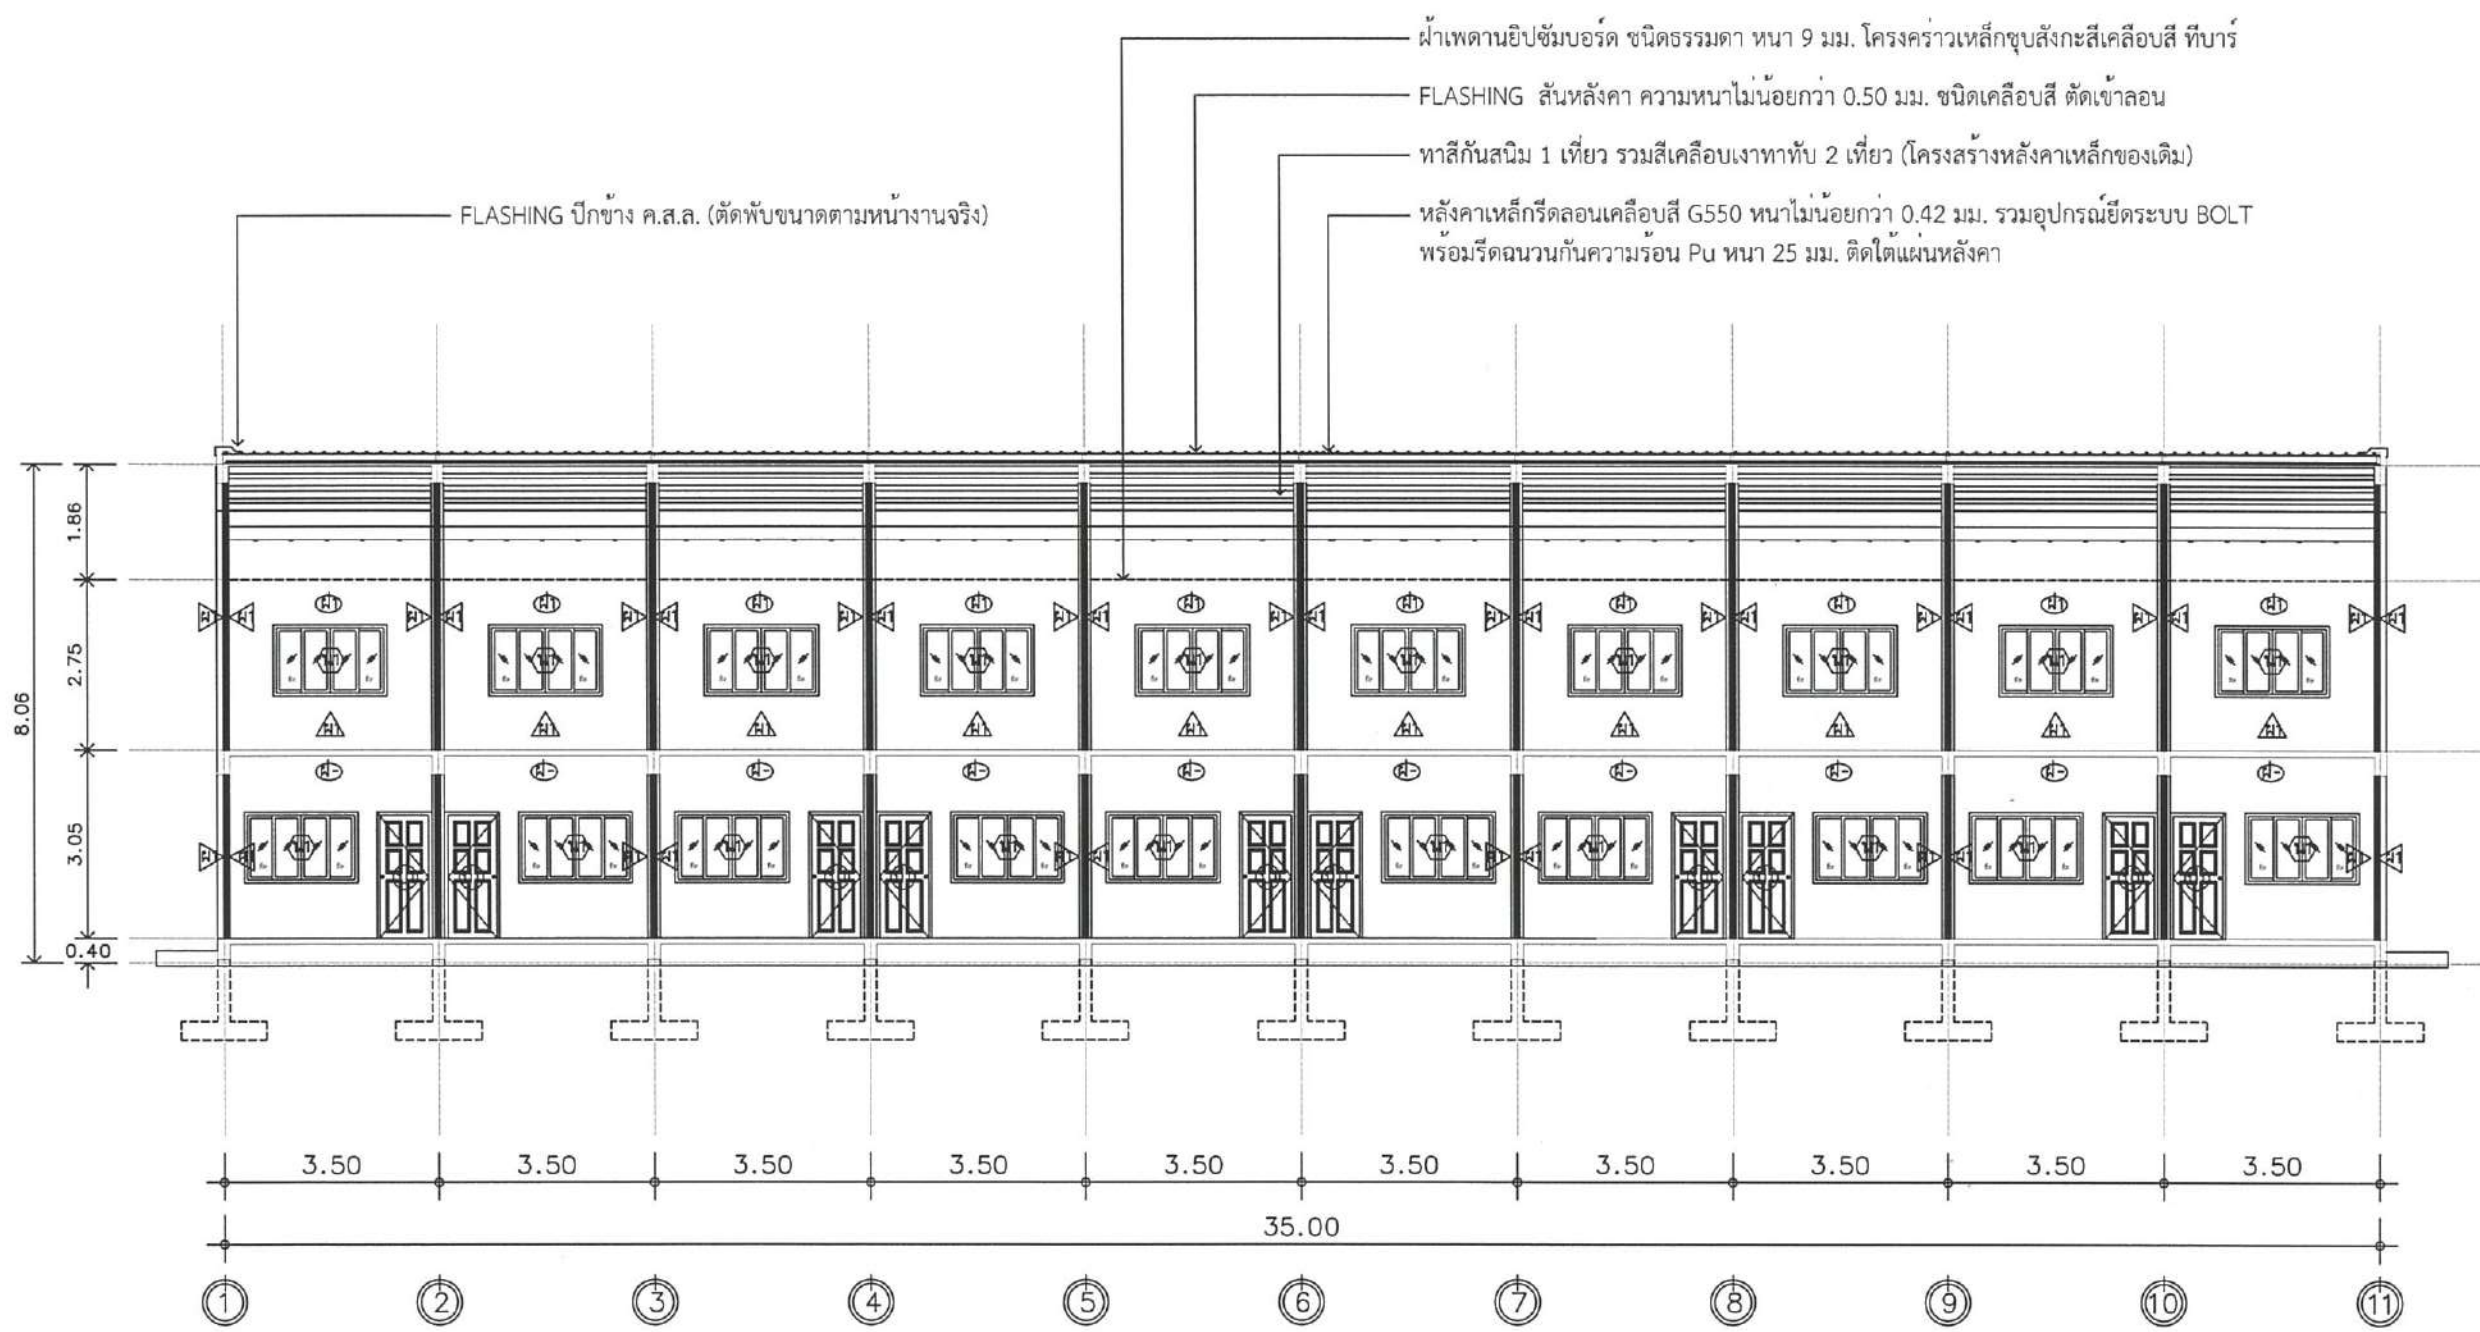 ฝ้าเพดานยิปซัมบอร์ด ชนิดธรรมดา หนา 9 มม. โครงคร่าวเหล็กชุบสังกะสีเคลือบสี ทีบาร์
FLASHING สันหลังคา ความหนาไม่น้อยกว่า 0.50 มม. ชนิดเคลือบสี ตัดเข้าลอน
ทาสีกันสนิม 1 เที่ยว รวมสีเคลือบเงาทาทับ 2 เที่ยว (โครงสร้างหลังคาเหล็กของเดิม)
FLASHING ปีกข้าง ค.ส.ล. (ตัดพับขนาดตามหน้างานจริง)
หลังคาเหล็กรีดลอนเคลือบสี G550 หนาไม่น้อยกว่า 0.42 มม. รวมอุปกรณ์ยึดระบบ BOLT
พร้อมรีดฉนวนกันความร้อน Pu หนา 25 มม. ติดใต้แผ่นหลังคา
1.86
2.75
8.06
3.05
0.40
3.50 3.50 3.50 3.50 3.50 3.50 3.50 3.50 3.50 3.50
35.00
1 2 3 4 5 6 7 8 9 10 11